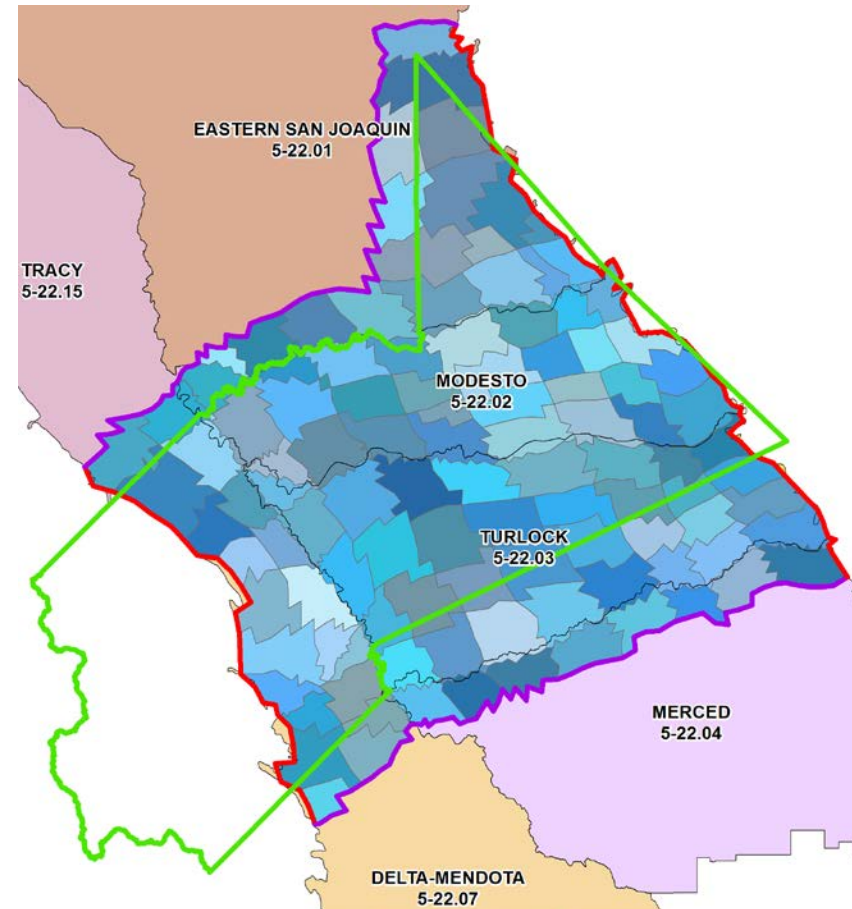 EASTERN SAN JOAQUIN
5-22.01
TRACY
5-22.15
MODESTO
5-22.02
TURLOCK
5-22.03
MERCED
5-22.04
DELTA-MENDOTA
5-22.07